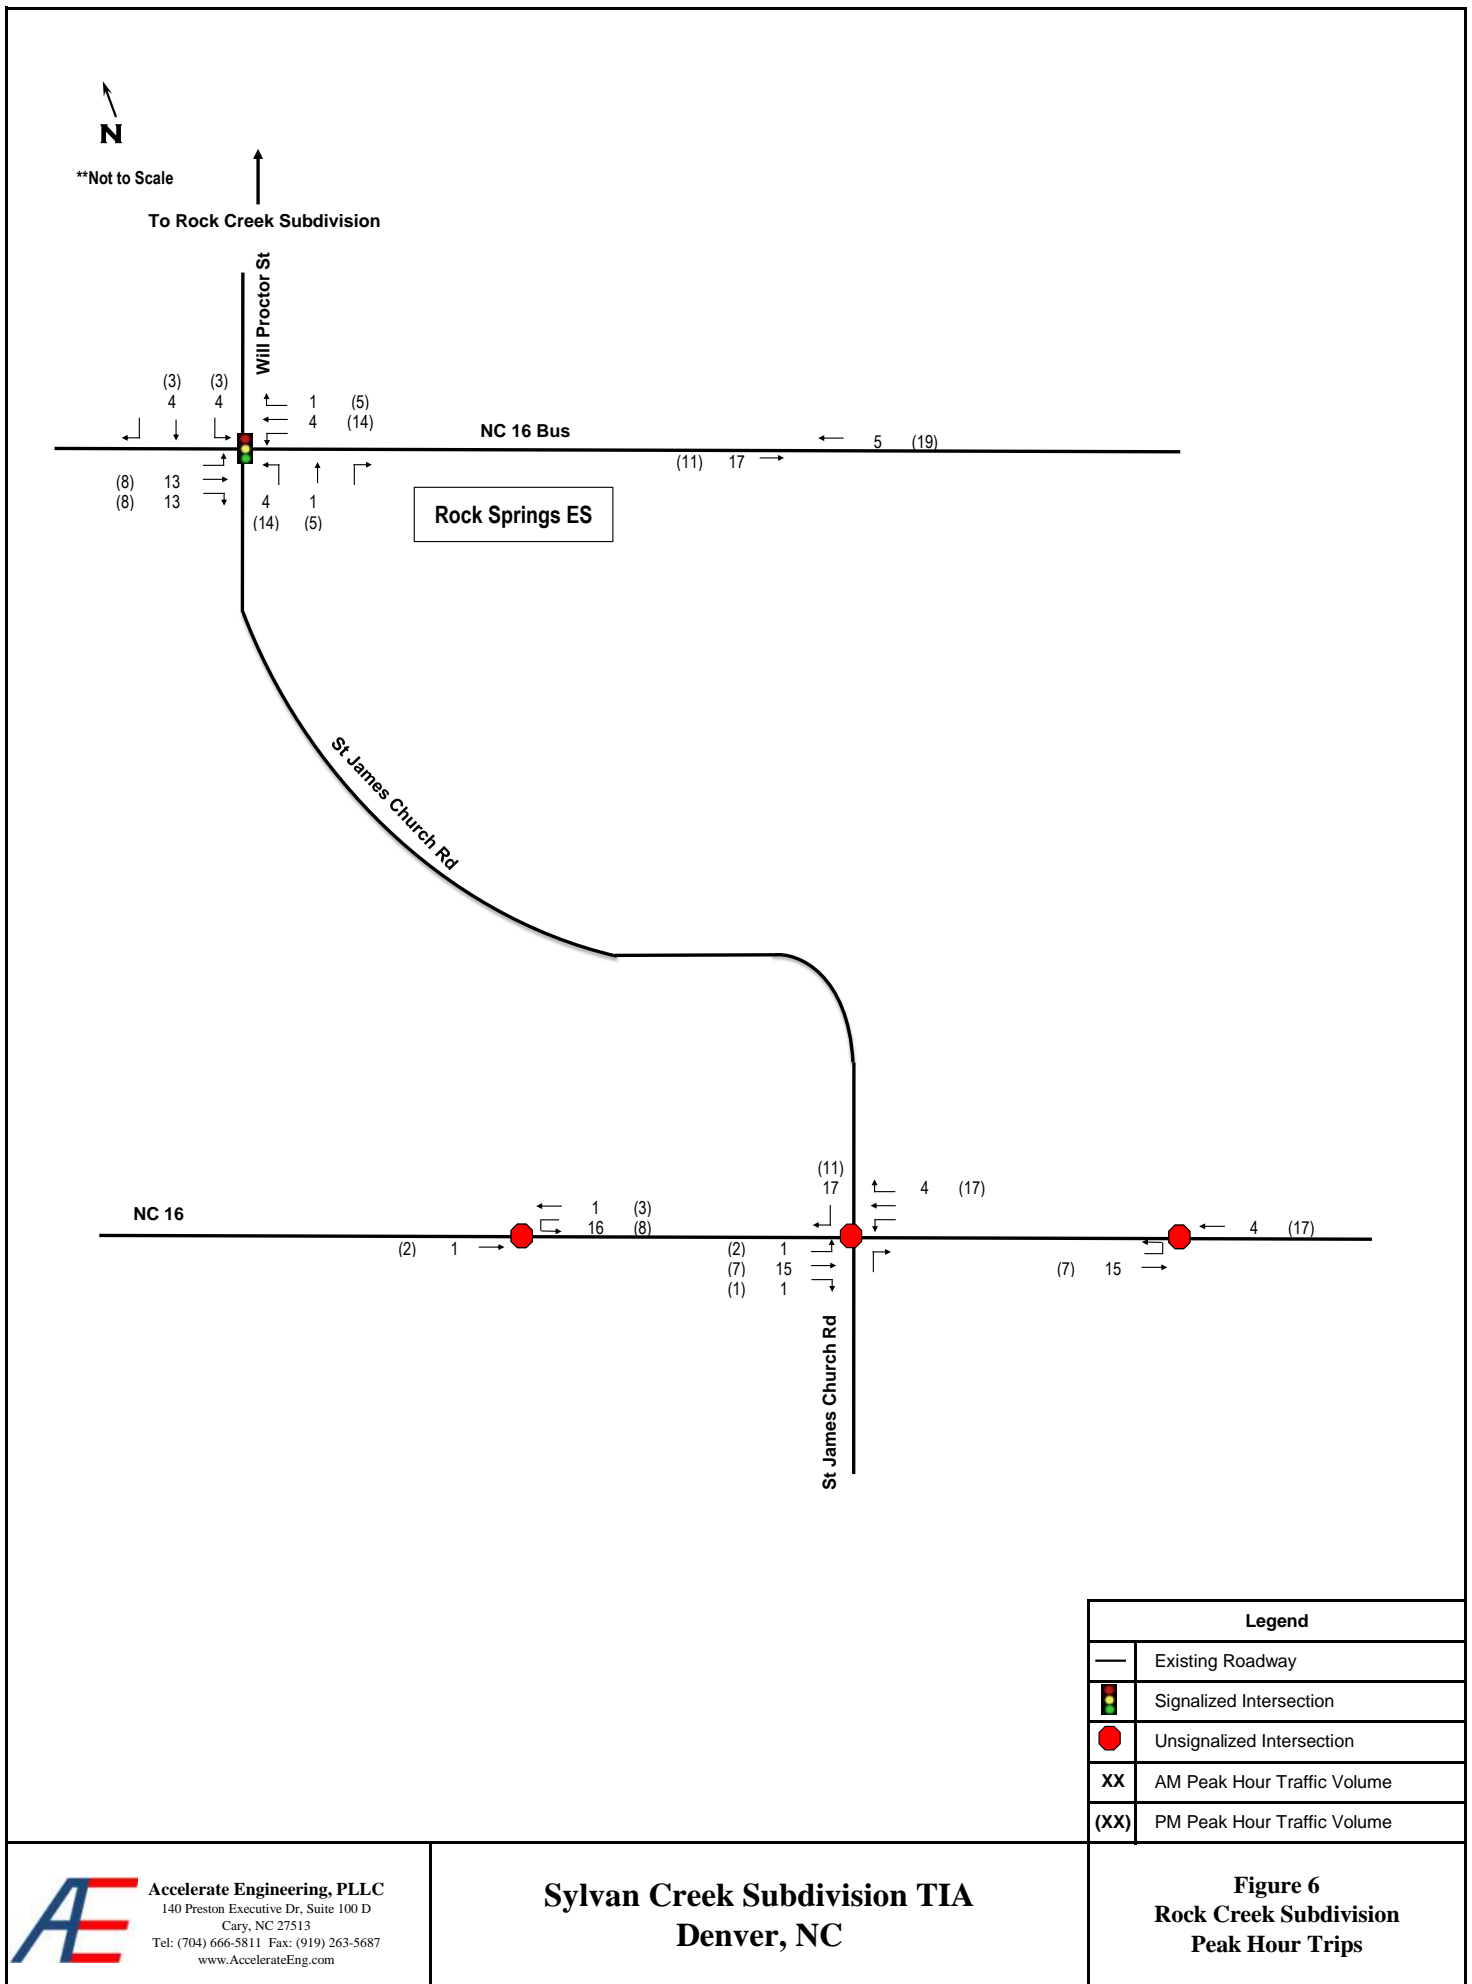 N
**Not to Scale
To Rock Creek Subdivision
Will Proctor St
(3) (3)
4 4
1 (5)
4 (14)
NC 16 Bus
5 (19)
(11) 17
(8) 13
(8) 13
4 1
(14) (5)
Rock Springs ES
St James Church Rd
(11)
17
4 (17)
NC 16
1 (3)
16 (8)
(2) 1
(2) 1
(7) 15
(1) 1
4 (17)
(7) 15
St James Church Rd
Legend
Existing Roadway
Signalized Intersection
Unsignalized Intersection
XX AM Peak Hour Traffic Volume
(XX) PM Peak Hour Traffic Volume
AE
Accelerate Engineering, PLLC
140 Preston Executive Dr, Suite 100 D
Cary, NC 27513
Tel: (704) 666-5811 Fax: (919) 263-5687
www.AccelerateEng.com
Sylvan Creek Subdivision TIA
Denver, NC
Figure 6
Rock Creek Subdivision
Peak Hour Trips